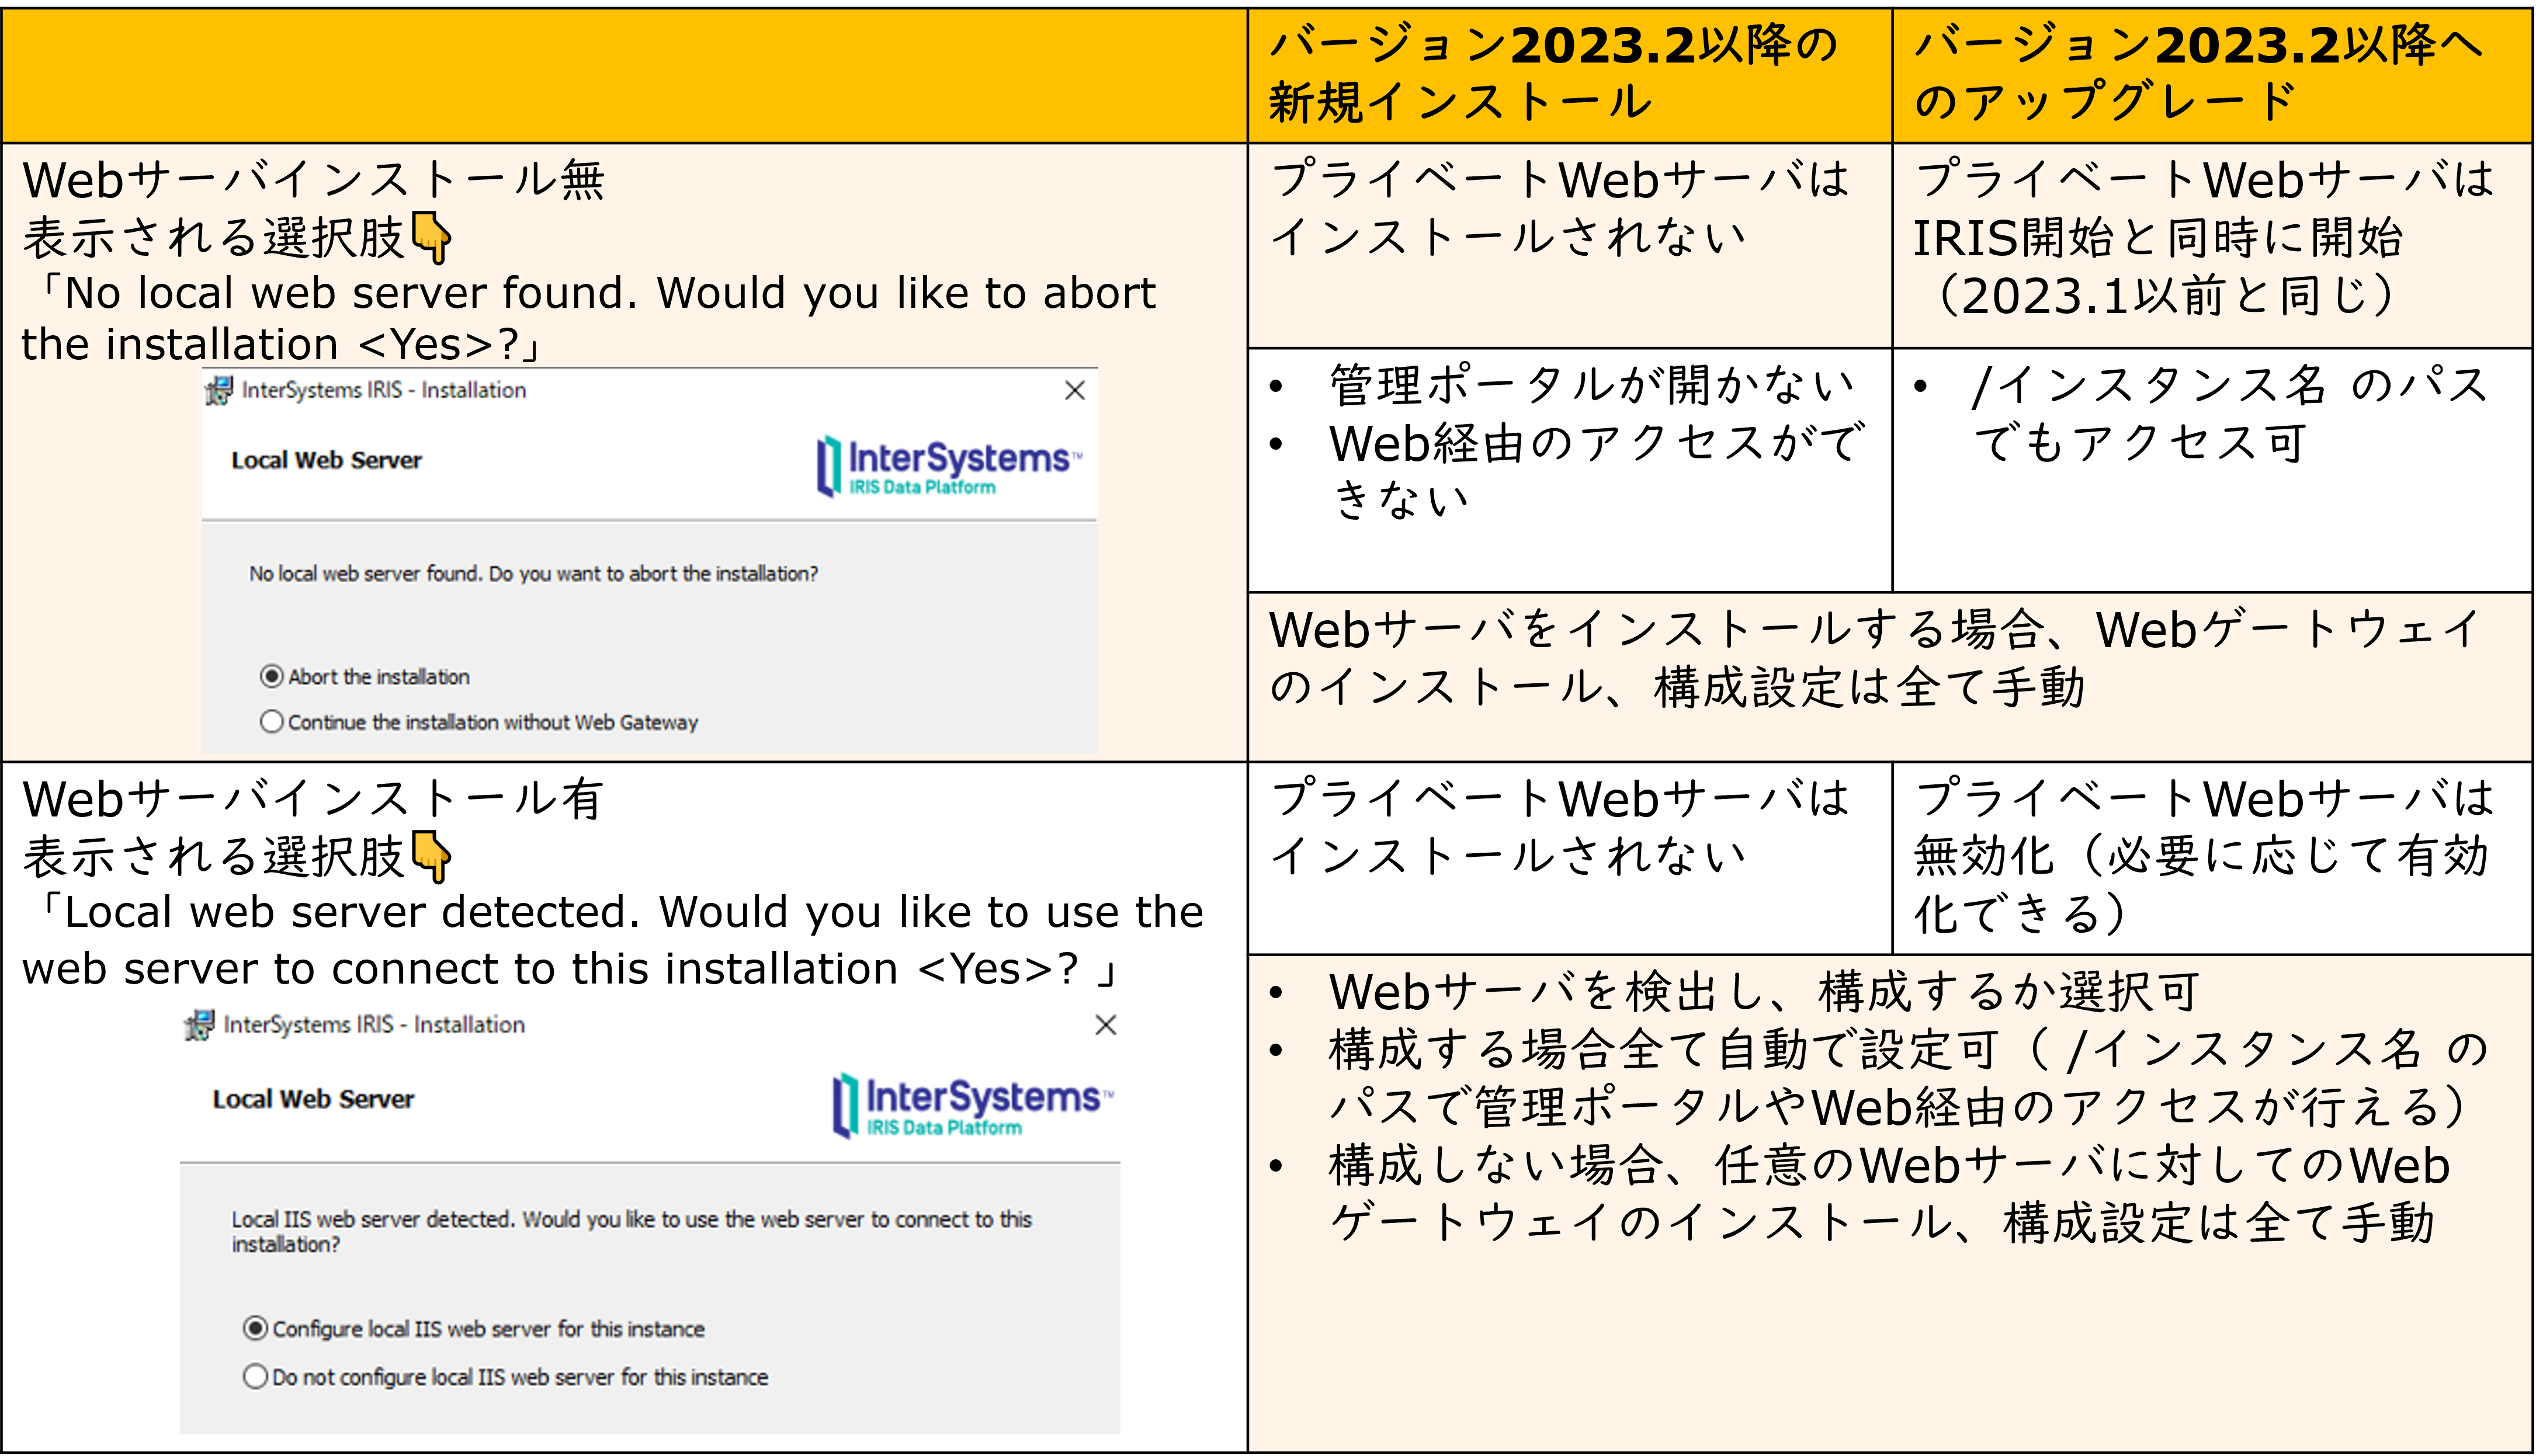 バージョン2023.2以降の
新規インストール
バージョン2023.2以降へ
のアップグレード
Webサーバインストール無
表示される選択肢👇
「No local web server found. Would you like to abort
the installation <Yes>?」
InterSystems IRIS - Installation
Local Web Server
InterSystems™
IRIS Data Platform
No local web server found. Do you want to abort the installation?
Abort the installation
Continue the installation without Web Gateway
プライベートWebサーバは
インストールされない
プライベートWebサーバは
IRIS開始と同時に開始
（2023.1以前と同じ）
• 管理ポータルが開かない
• Web経由のアクセスがで
きない
• /インスタンス名 のパス
でもアクセス可
Webサーバをインストールする場合、Webゲートウェイ
のインストール、構成設定は全て手動
Webサーバインストール有
表示される選択肢👇
「Local web server detected. Would you like to use the
web server to connect to this installation <Yes>? 」
InterSystems IRIS - Installation
Local Web Server
InterSystems™
IRIS Data Platform
Local IIS web server detected. Would you like to use the web server to connect to this
installation?
Configure local IIS web server for this instance
Do not configure local IIS web server for this instance
プライベートWebサーバは
インストールされない
プライベートWebサーバは
無効化（必要に応じて有効
化できる）
• Webサーバを検出し、構成するか選択可
• 構成する場合全て自動で設定可（ /インスタンス名 の
パスで管理ポータルやWeb経由のアクセスが行える）
• 構成しない場合、任意のWebサーバに対してのWeb
ゲートウェイのインストール、構成設定は全て手動